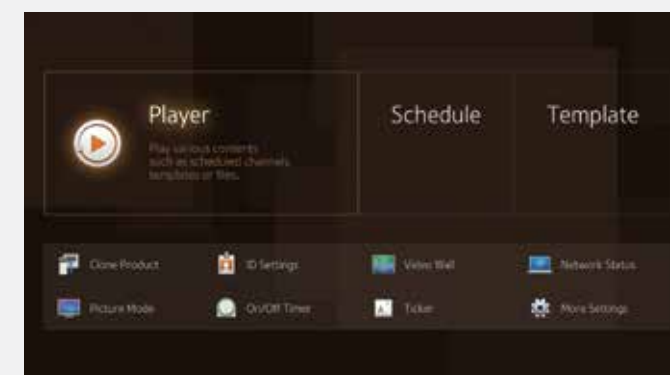 Player
Schedule
Template
Play various contents
such as scheduled channels,
templates or files.
Clone Product
ID Settings
Video Wall
Network Status
Picture Mode
On/Off Timer
Ticker
More Settings